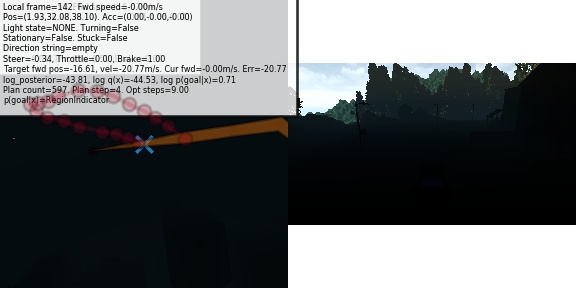 Local frame=142: Fwd speed=-0.00m/s
Pos=(1.93,32.08,38.10). Acc=(0.00,-0.00,-0.00)
Light state=NONE. Turning=False
Stationary=False. Stuck=False
Direction string=empty
Steer=-0.34, Throttle=0.00, Brake=1.00
Target fwd pos=-16.61, vel=-20.77m/s. Cur fwd=-0.00m/s. Err=-20.77
log_posterior=-43.81, log q(x)=-44.53, log p(goal|x)=0.71
Plan count=597. Plan step=4. Opt steps=9.00
p(goal|x)=RegionIndicator